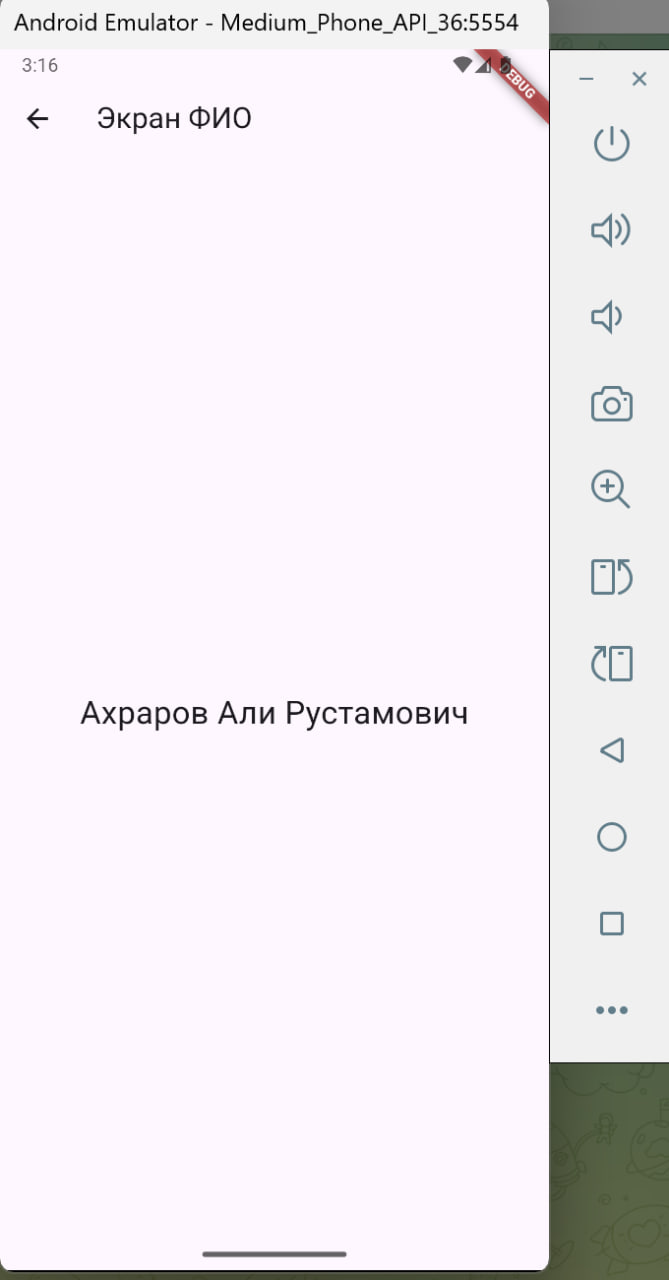 Android Emulator - Medium_Phone_API_36:5554
3:16
DEBUG
Экран ФИО
Ахраров Али Рустамович